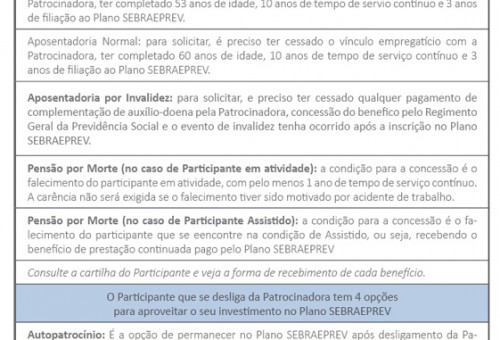 Patrocinadora, ter completado 53 anos de idade, 10 anos de tempo de servio contínuo e 3 anos
de filiação ao Plano SEBRAEPREV.
Aposentadoria Normal: para solicitar, é preciso ter cessado o vínculo empregatício com a
Patrocinadora, ter completado 60 anos de idade, 10 anos de tempo de serviço contínuo e 3
anos de filiação ao Plano SEBRAEPREV.
Aposentadoria por Invalidez: para solicitar, e preciso ter cessado qualquer pagamento de
complementação de auxílio-doena pela Patrocinadora, concessão do benefico pelo Regimento
Geral da Previdência Social e o evento de invalidez tenha ocorrido após a inscrição no Plano
SEBRAEPREV.
Pensão por Morte (no caso de Participante em atividade): a condição para a concessão é o
falecimento do participante em atividade, com pelo menos 1 ano de tempo de serviço contínuo.
A carência não será exigida se o falecimento tiver sido motivado por acidente de trabalho.
Pensão por Morte (no caso de Participante Assistido): a condição para a concessão é o fa-
lecimento do participante que se eencontre na condição de Assistido, ou seja, recebendo o
benefício de prestação continuada pago pelo Plano SEBRAEPREV
Consulte a cartilha do Participante e veja a forma de recebimento de cada benefício.
O Participante que se desliga da Patrocinadora tem 4 opções
para aproveitar o seu investimento no Plano SEBRAEPREV
Autopatrocínio: É a opção de permanecer no Plano SEBRAEPREV após desligamento da Pa-